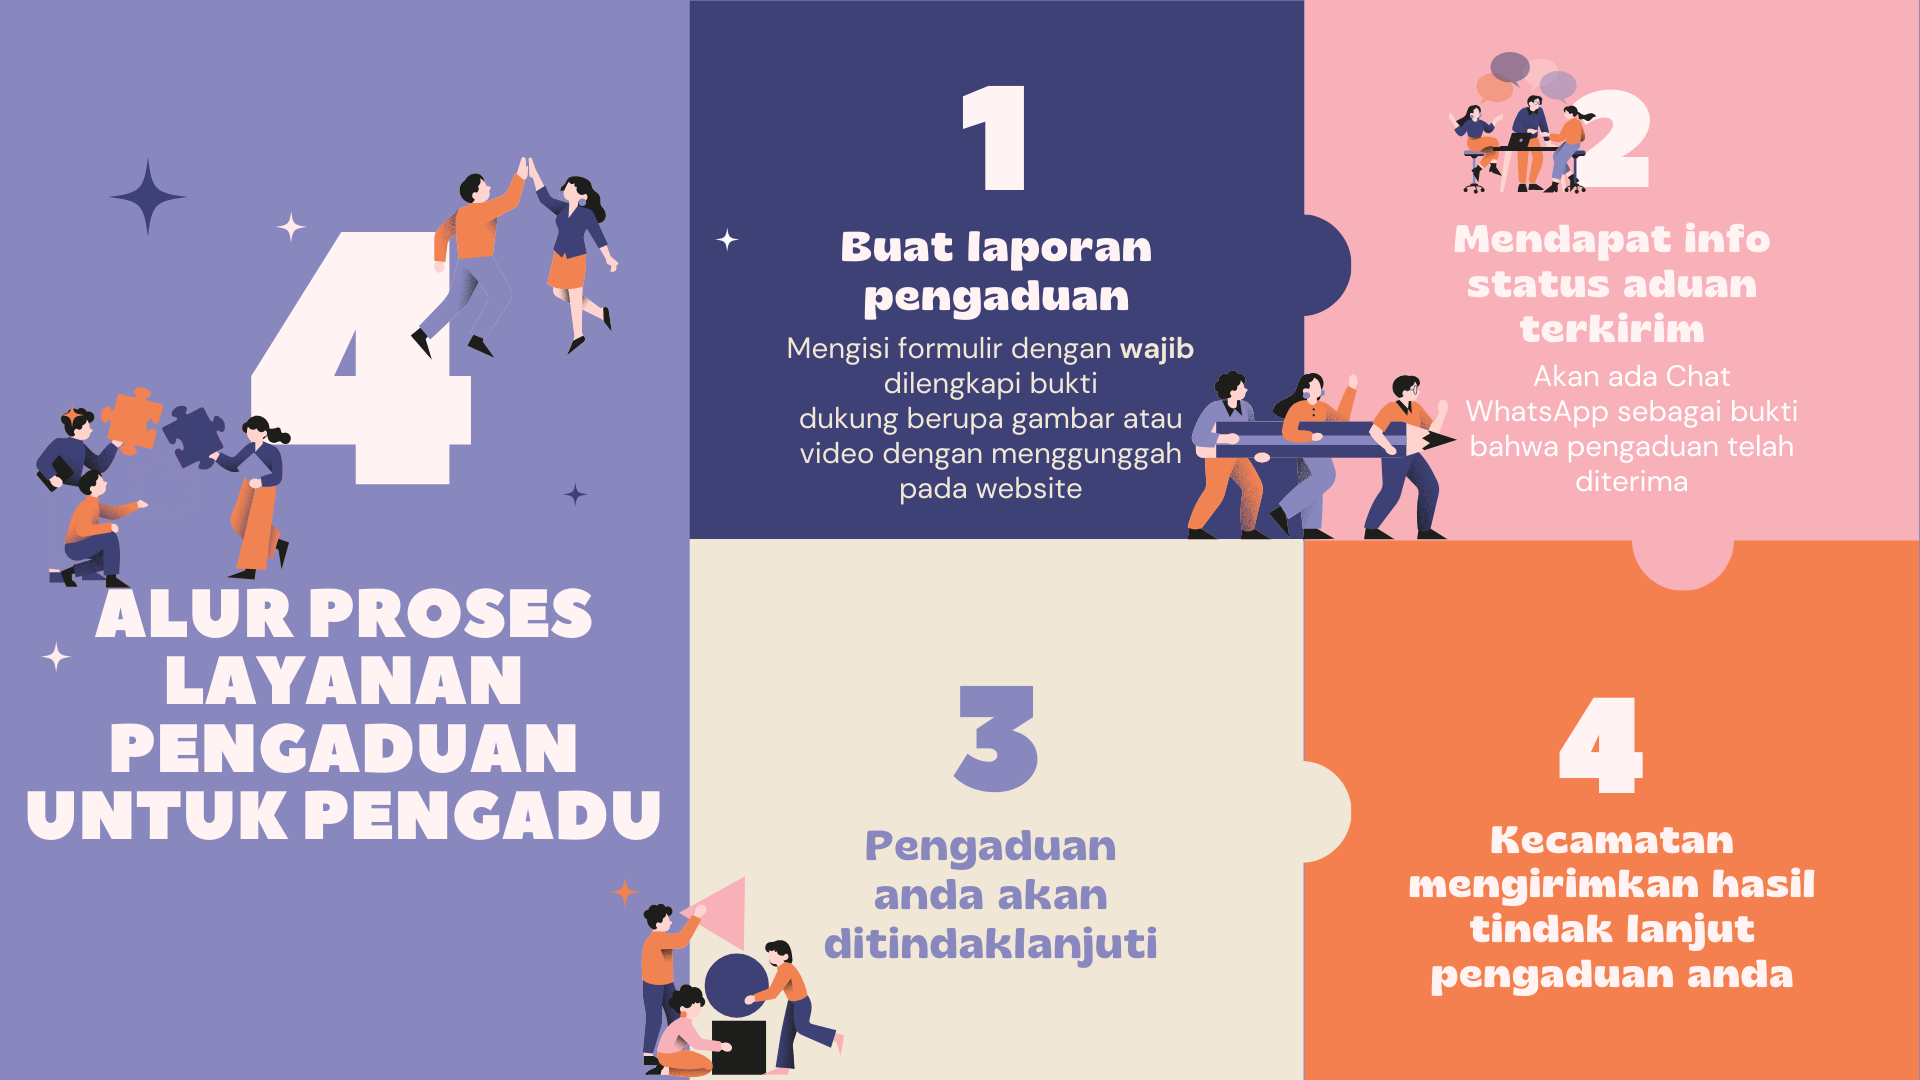 4
ALUR PROSES
LAYANAN
PENGADUAN
UNTUK PENGADU
1
Buat laporan
pengaduan
Mengisi formulir dengan wajib
dilengkapi bukti
dukung berupa gambar atau
video dengan menggunggah
pada website
2
Mendapat info
status aduan
terkirim
Akan ada Chat
WhatsApp sebagai bukti
bahwa pengaduan telah
diterima
3
Pengaduan
anda akan
ditindaklanjuti
4
Kecamatan
mengirimkan hasil
tindak lanjut
pengaduan anda